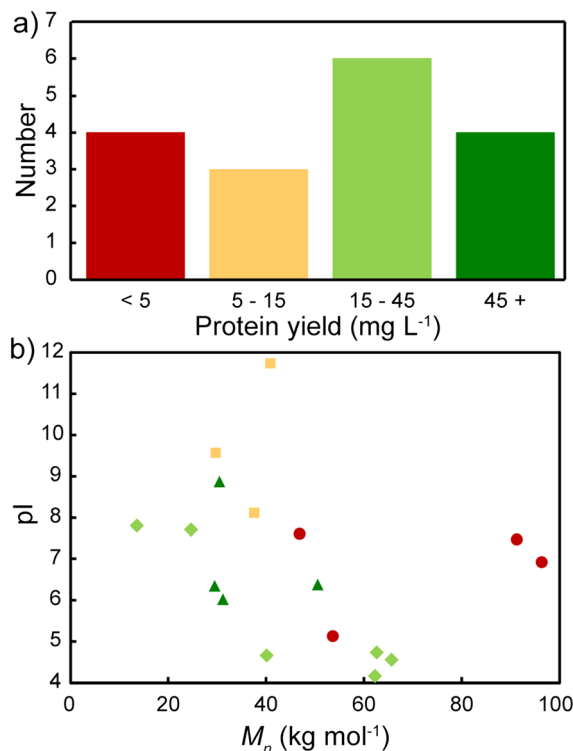 a)
7
6
5
4
3
2
1
0
Number
< 5 5 - 15 15 - 45 45 +
Protein yield (mg L⁻¹)
b)
12
11
10
9
8
7
6
5
4
pI
0 20 40 60 80 100
Mₙ (kg mol⁻¹)